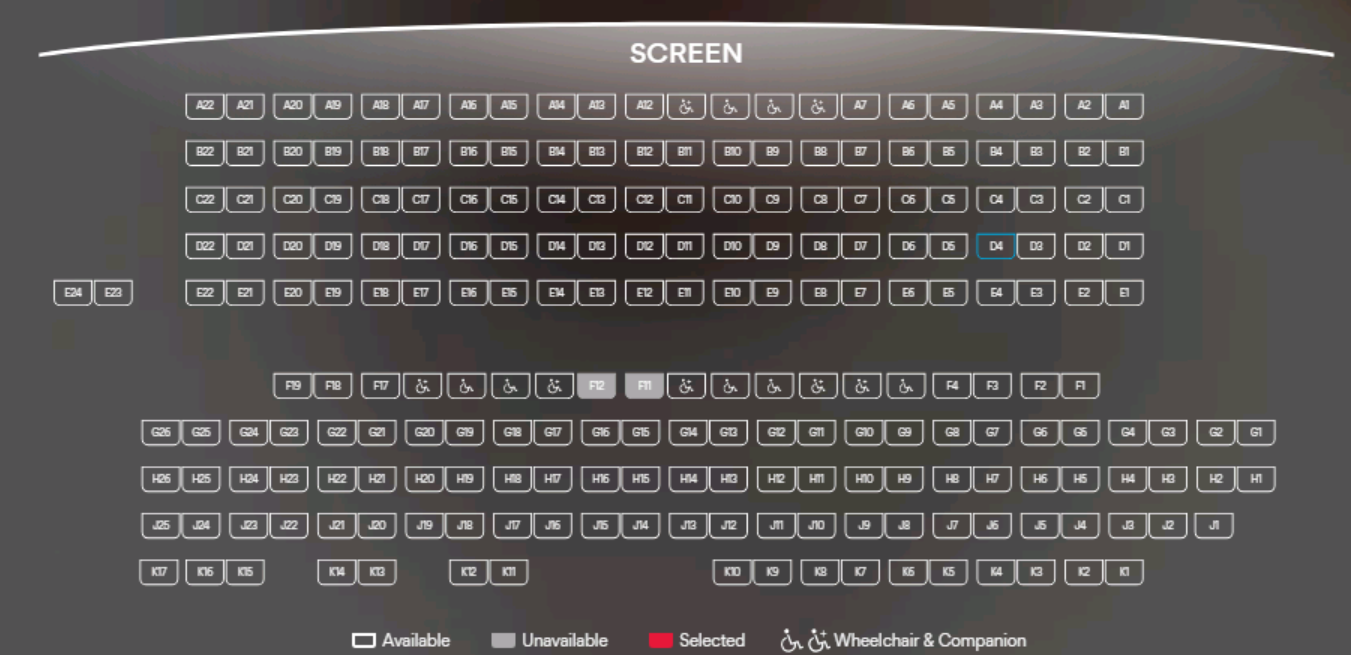 SCREEN
A22 A21 A20 A19 A18 A17 A16 A15 A14 A13 A12 A7 A6 A5 A4 A3 A2 A1
B22 B21 B20 B19 B18 B17 B16 B15 B14 B13 B12 B11 B10 B9 B8 B7 B6 B5 B4 B3 B2 B1
C22 C21 C20 C19 C18 C17 C16 C15 C14 C13 C12 C11 C10 C9 C8 C7 C6 C5 C4 C3 C2 C1
D22 D21 D20 D19 D18 D17 D16 D15 D14 D13 D12 D11 D10 D9 D8 D7 D6 D5 D4 D3 D2 D1
E24 E23 E22 E21 E20 E19 E18 E17 E16 E15 E14 E13 E12 E11 E10 E9 E8 E7 E6 E5 E4 E3 E2 E1
F19 F18 F17 F12 F11 F4 F3 F2 F1
G26 G25 G24 G23 G22 G21 G20 G19 G18 G17 G16 G15 G14 G13 G12 G11 G10 G9 G8 G7 G6 G5 G4 G3 G2 G1
H26 H25 H24 H23 H22 H21 H20 H19 H18 H17 H16 H15 H14 H13 H12 H11 H10 H9 H8 H7 H6 H5 H4 H3 H2 H1
J25 J24 J23 J22 J21 J20 J19 J18 J17 J16 J15 J14 J13 J12 J11 J10 J9 J8 J7 J6 J5 J4 J3 J2 J1
K17 K16 K15 K14 K13 K12 K11 K10 K9 K8 K7 K6 K5 K4 K3 K2 K1
Available Unavailable Selected Wheelchair & Companion